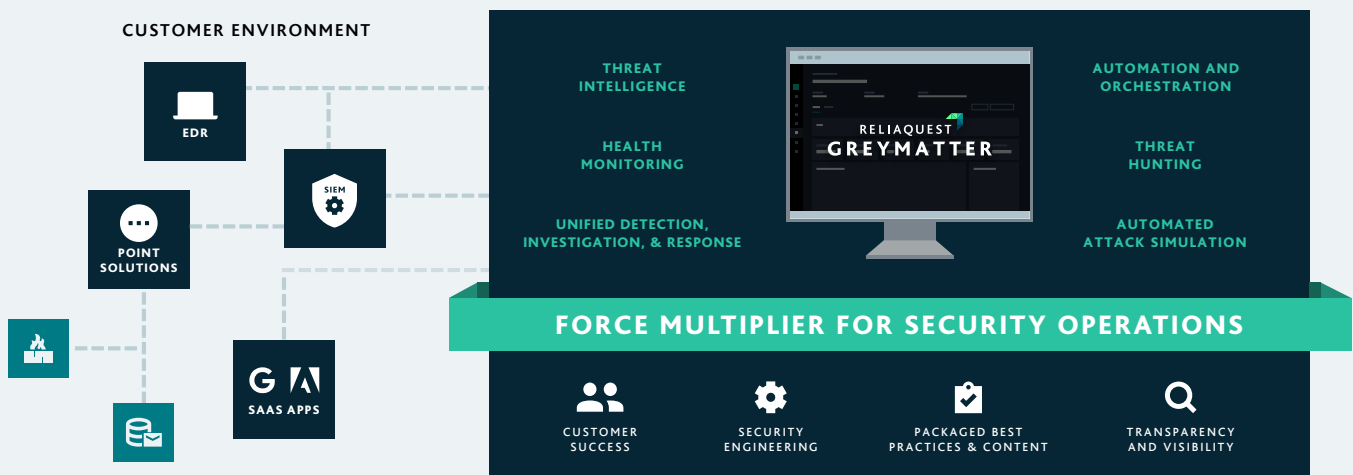 CUSTOMER ENVIRONMENT
EDR
SIEM
POINT
SOLUTIONS
G
SAAS APPS
THREAT
INTELLIGENCE
HEALTH
MONITORING
UNIFIED DETECTION,
INVESTIGATION, & RESPONSE
RELIAQUEST
GREYMATTER
AUTOMATION AND
ORCHESTRATION
THREAT
HUNTING
AUTOMATED
ATTACK SIMULATION
FORCE MULTIPLIER FOR SECURITY OPERATIONS
CUSTOMER
SUCCESS
SECURITY
ENGINEERING
PACKAGED BEST
PRACTICES & CONTENT
TRANSPARENCY
AND VISIBILITY